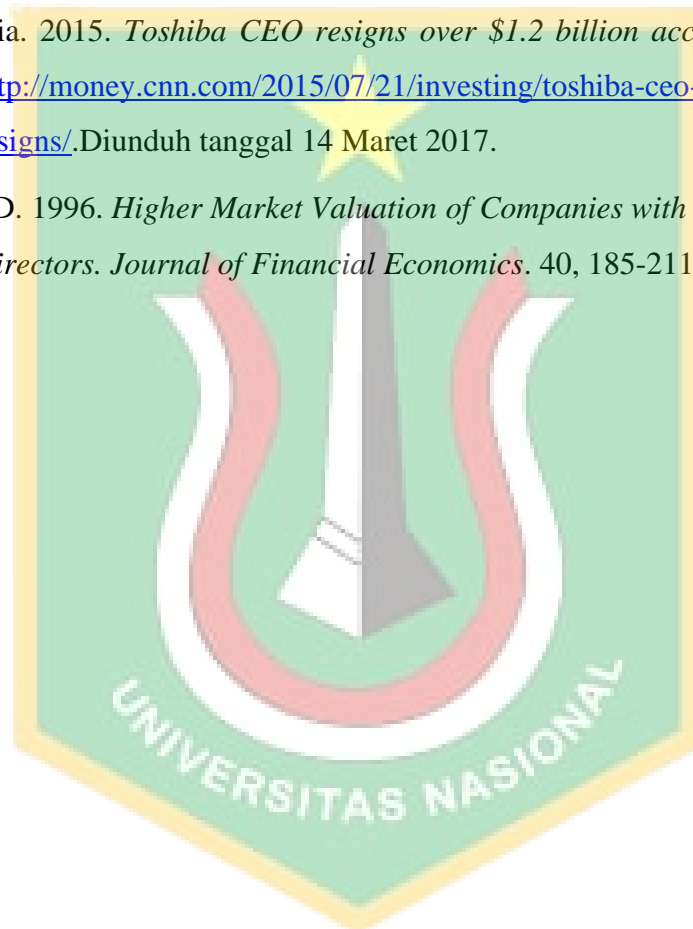 ia. 2015. Toshiba CEO resigns over $1.2 billion acc
tp://money.cnn.com/2015/07/21/investing/toshiba-ceo-
signs/.Diunduh tanggal 14 Maret 2017.
D. 1996. Higher Market Valuation of Companies with
irectors. Journal of Financial Economics. 40, 185-211
UNIVERSITAS NASIONAL